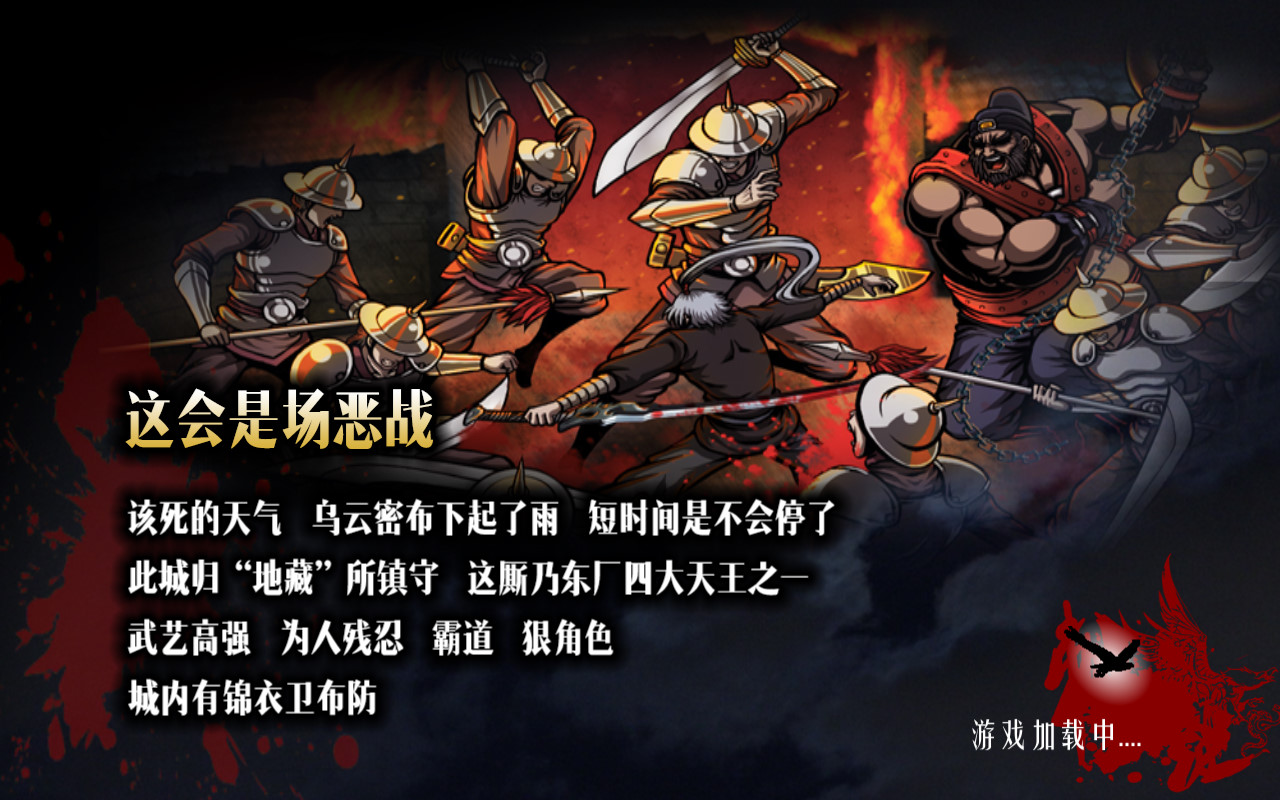 这会是场恶战
该死的天气 乌云密布下起了雨 短时间是不会停了
此城归“地藏”所镇守 这厮乃东厂四大天王之一
武艺高强 为人残忍 霸道 狠角色
城内有锦衣卫布防
游戏加载中....